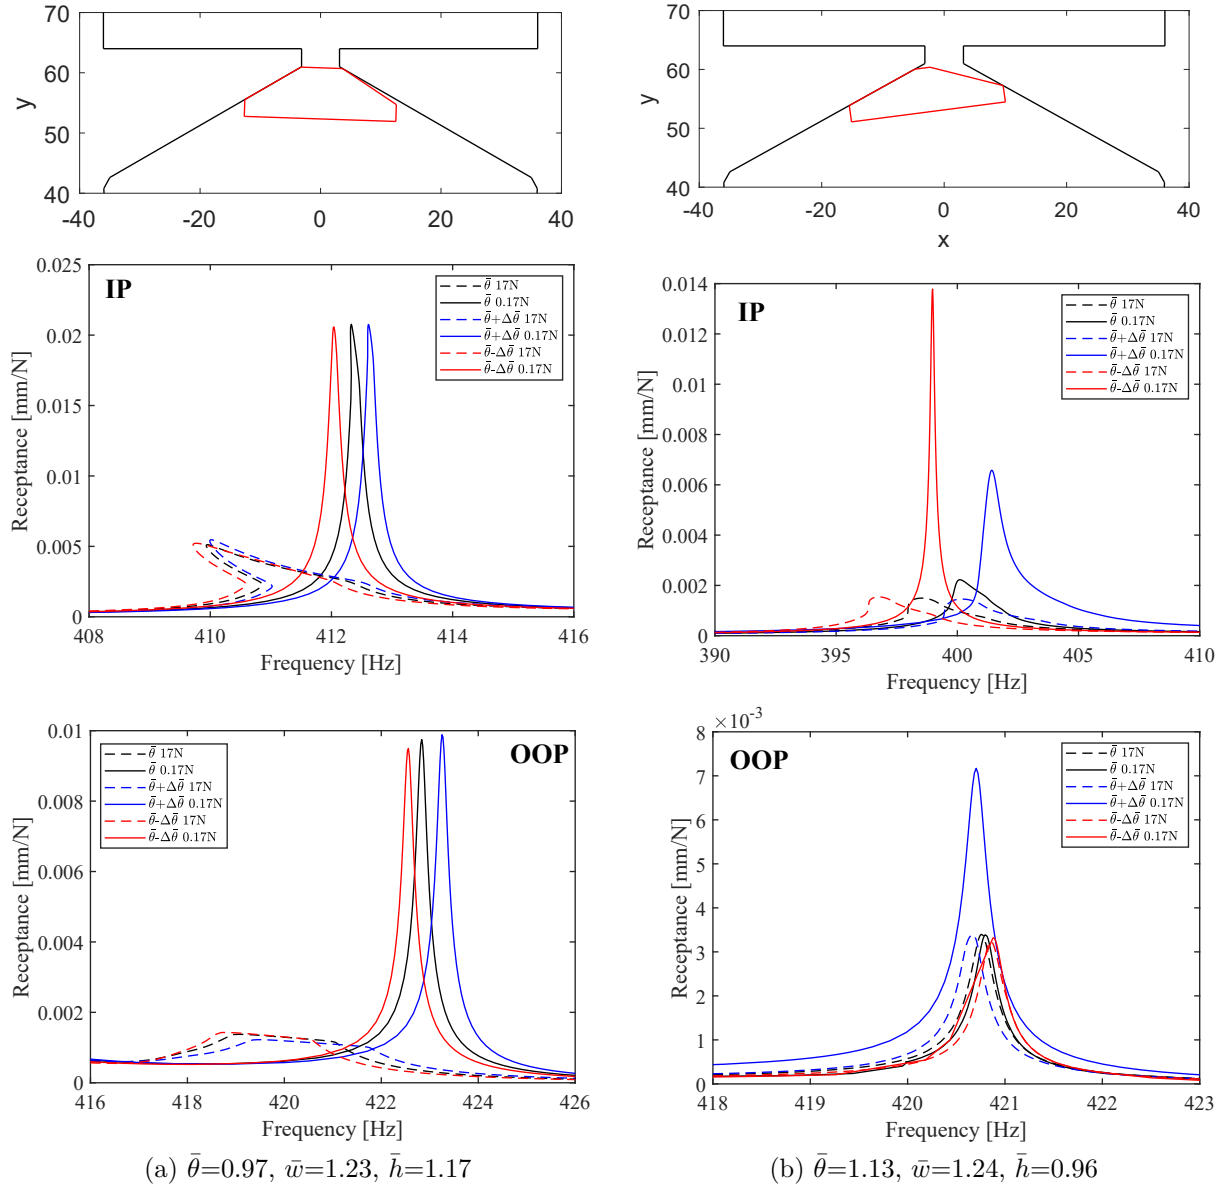 70
60
50
40
y
-40
-20
0
20
40
70
60
50
40
y
-40
-20
0
20
40
x
IP
0.025
0.02
0.015
0.01
0.005
0
Receptance [mm/N]
θ̄ 17N
θ̄ 0.17N
θ̄+Δθ̄ 17N
θ̄+Δθ̄ 0.17N
θ̄-Δθ̄ 17N
θ̄-Δθ̄ 0.17N
408
410
412
414
416
Frequency [Hz]
IP
0.014
0.012
0.01
0.008
0.006
0.004
0.002
0
Receptance [mm/N]
θ̄ 17N
θ̄ 0.17N
θ̄+Δθ̄ 17N
θ̄+Δθ̄ 0.17N
θ̄-Δθ̄ 17N
θ̄-Δθ̄ 0.17N
390
395
400
405
410
Frequency [Hz]
OOP
0.01
0.008
0.006
0.004
0.002
0
Receptance [mm/N]
θ̄ 17N
θ̄ 0.17N
θ̄+Δθ̄ 17N
θ̄+Δθ̄ 0.17N
θ̄-Δθ̄ 17N
θ̄-Δθ̄ 0.17N
416
418
420
422
424
426
Frequency [Hz]
×10⁻³
OOP
8
7
6
5
4
3
2
1
0
Receptance [mm/N]
θ̄ 17N
θ̄ 0.17N
θ̄+Δθ̄ 17N
θ̄+Δθ̄ 0.17N
θ̄-Δθ̄ 17N
θ̄-Δθ̄ 0.17N
418
419
420
421
422
423
Frequency [Hz]
(a) θ̄=0.97, w̄=1.23, h̄=1.17
(b) θ̄=1.13, w̄=1.24, h̄=0.96